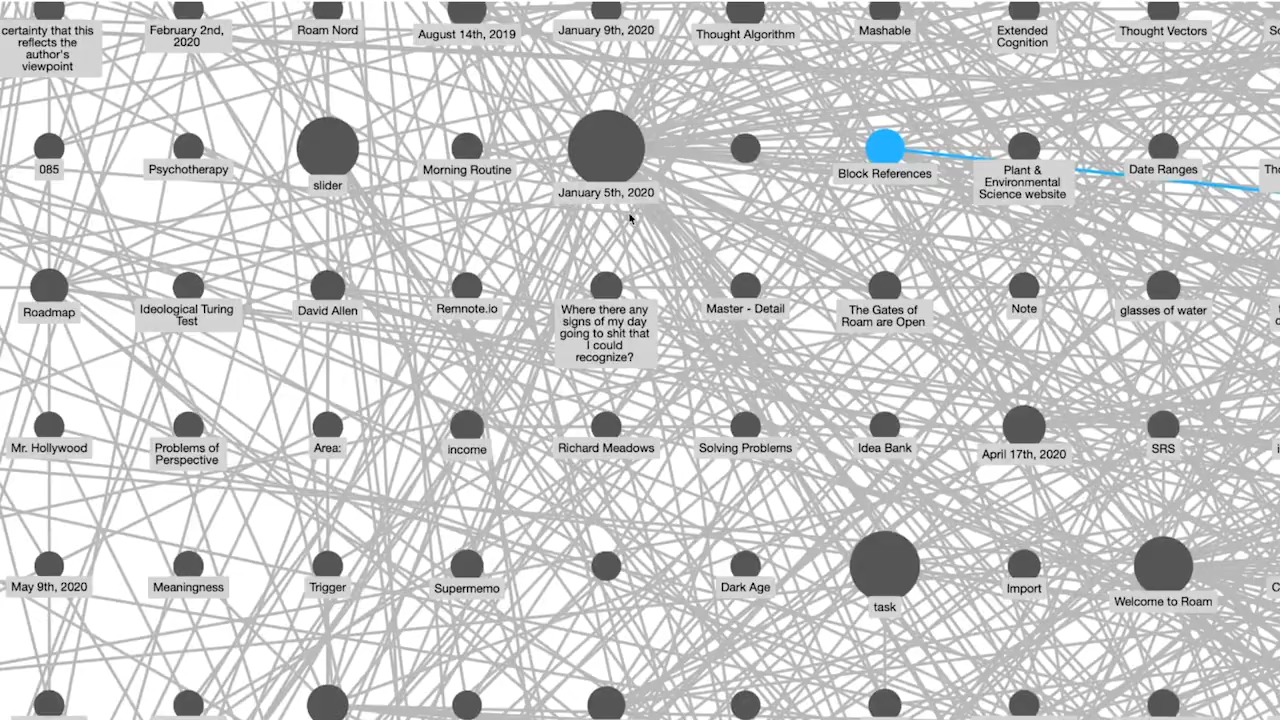 certainty that this
reflects the
author's
viewpoint
February 2nd,
2020
Roam Nord
August 14th, 2019
January 9th, 2020
Thought Algorithm
Mashable
Extended
Cognition
Thought Vectors
085
Psychotherapy
slider
Morning Routine
January 5th, 2020
Block References
Plant &
Environmental
Science website
Date Ranges
Roadmap
Ideological Turing
Test
David Allen
Remnote.io
Where there any
signs of my day
going to shit that
I could
recognize?
Master - Detail
The Gates of
Roam are Open
Note
glasses of water
Mr. Hollywood
Problems of
Perspective
Area:
income
Richard Meadows
Solving Problems
Idea Bank
April 17th, 2020
SRS
May 9th, 2020
Meaningness
Trigger
Supermemo
Dark Age
task
Import
Welcome to Roam